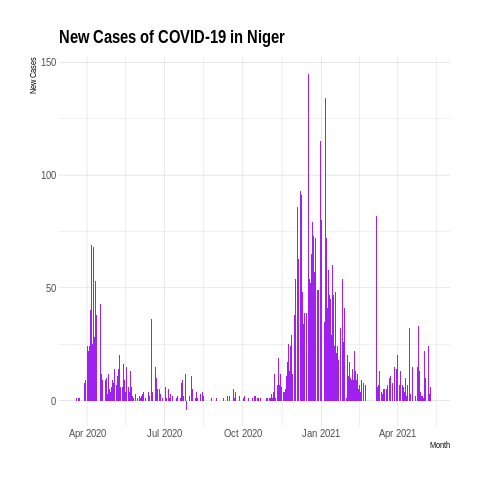 New Cases of COVID-19 in Niger
New Cases
150
100
50
0
Apr 2020 Jul 2020 Oct 2020 Jan 2021 Apr 2021
Month